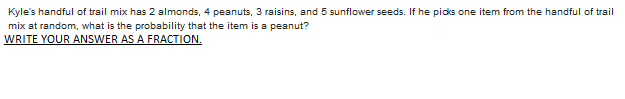 Kyle's handful of trail mix has 2 almonds, 4 peanuts, 3 raisins, and 5 sunflower seeds. If he picks one item from the handful of trail
mix at random, what is the probability that the item is a peanut?
WRITE YOUR ANSWER AS A FRACTION.